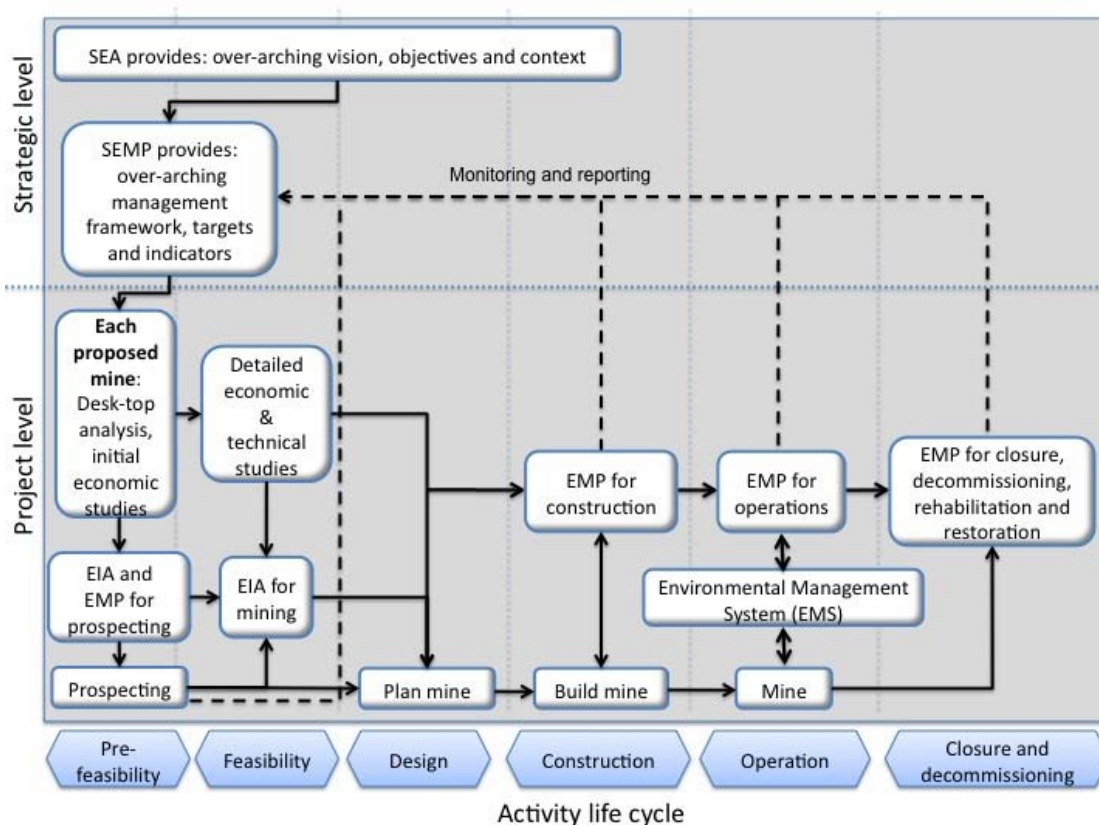 Strategic level
SEA provides: over-arching vision, objectives and context
SEMP provides:
over-arching
management
framework, targets
and indicators
Monitoring and reporting
Project level
Each
proposed
mine:
Desk-top
analysis,
initial
economic
studies
Detailed
economic
&
technical
studies
EIA and
EMP for
prospecting
EIA for
mining
Prospecting
Plan mine
EMP for
construction
Build mine
EMP for
operations
Environmental Management
System (EMS)
Mine
EMP for closure,
decommissioning,
rehabilitation and
restoration
Pre-
feasibility
Feasibility
Design
Construction
Operation
Closure and
decommissioning
Activity life cycle